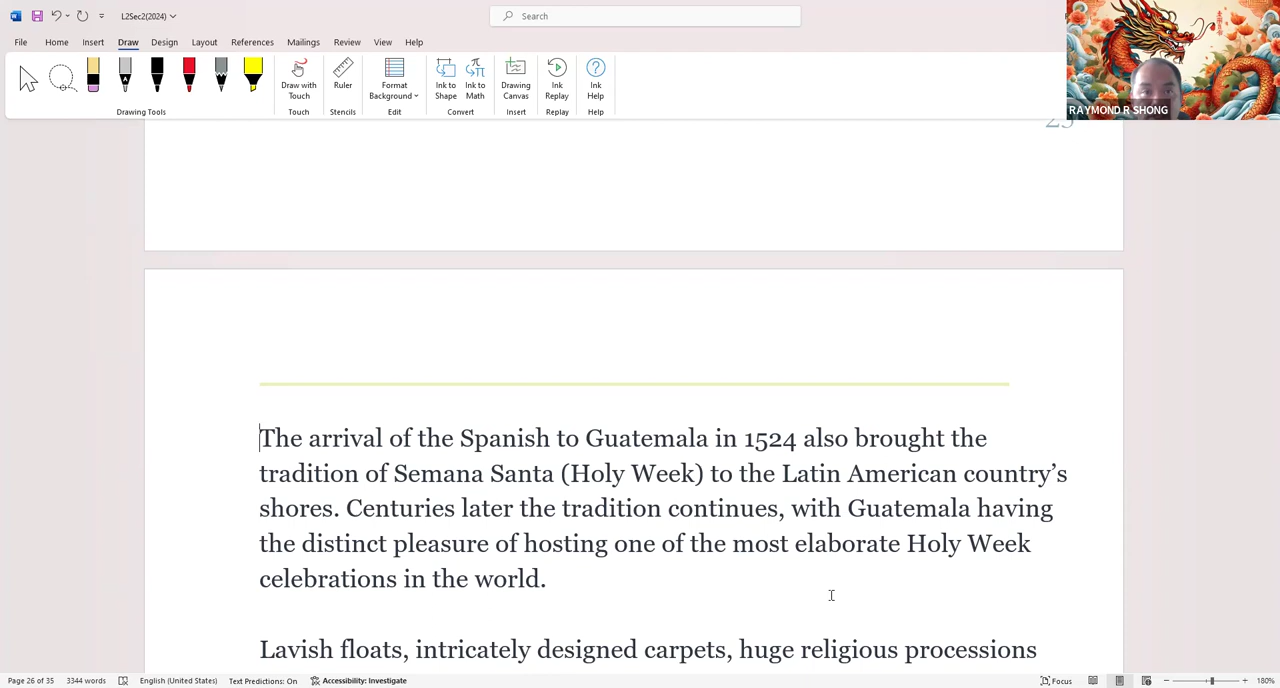 L2Sec2(2024)
Search
File Home Insert Draw Design Layout References Mailings Review View Help
Draw with Touch
Ruler
Format Background
Ink to Shape
Ink to Math
Drawing Canvas
Ink Replay
Ink Help
Drawing Tools Touch Stencils Edit Convert Insert Replay Help
RAYMOND R SHONG
The arrival of the Spanish to Guatemala in 1524 also brought the
tradition of Semana Santa (Holy Week) to the Latin American country’s
shores. Centuries later the tradition continues, with Guatemala having
the distinct pleasure of hosting one of the most elaborate Holy Week
celebrations in the world.
Lavish floats, intricately designed carpets, huge religious processions
Page 26 of 35 3344 words English (United States) Text Predictions: On Accessibility: Investigate Focus 180%